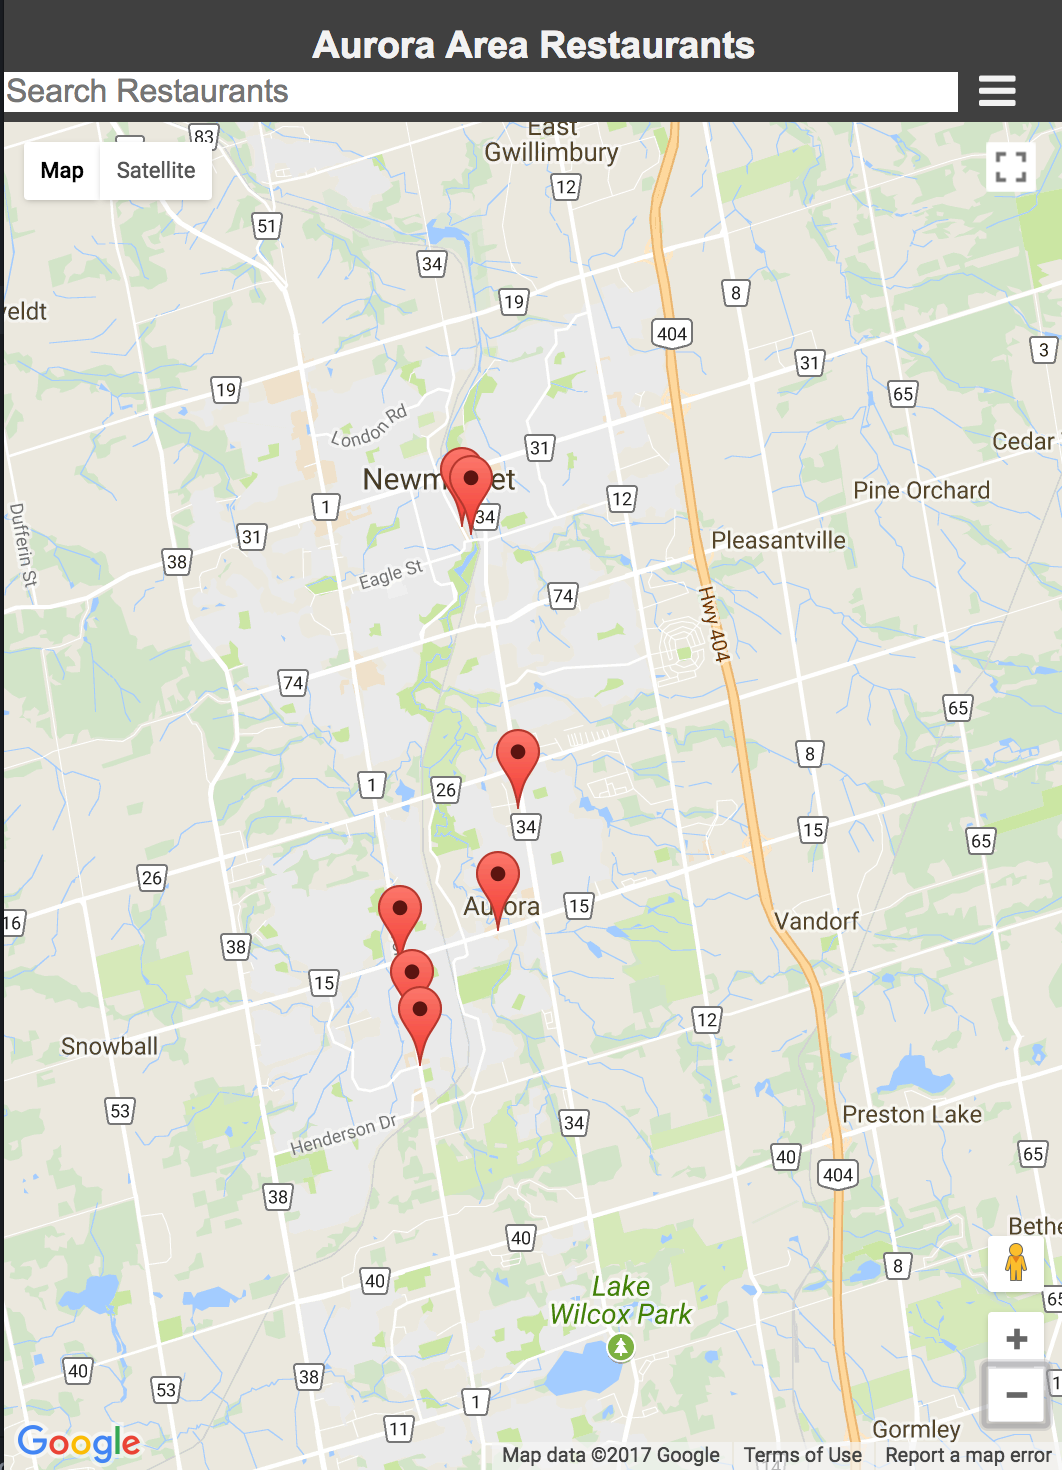 Aurora Area Restaurants
Search Restaurants
Map
Satellite
83
East
Gwillimbury
12
51
34
19
8
404
31
3
19
65
London Rd
31
Cedar
Newm
et
Pine Orchard
1
12
34
31
Pleasantville
38
Dufferin St
Eagle St
74
Hwy 404
74
65
8
1
26
34
15
65
26
Aurora
15
Vandorf
16
38
15
12
Snowball
53
Preston Lake
34
Henderson Dr
40
65
404
38
40
8
40
Lake
Wilcox Park
65
40
53
38
1
11
Gormley
Google
Map data ©2017 Google
Terms of Use
Report a map error
14